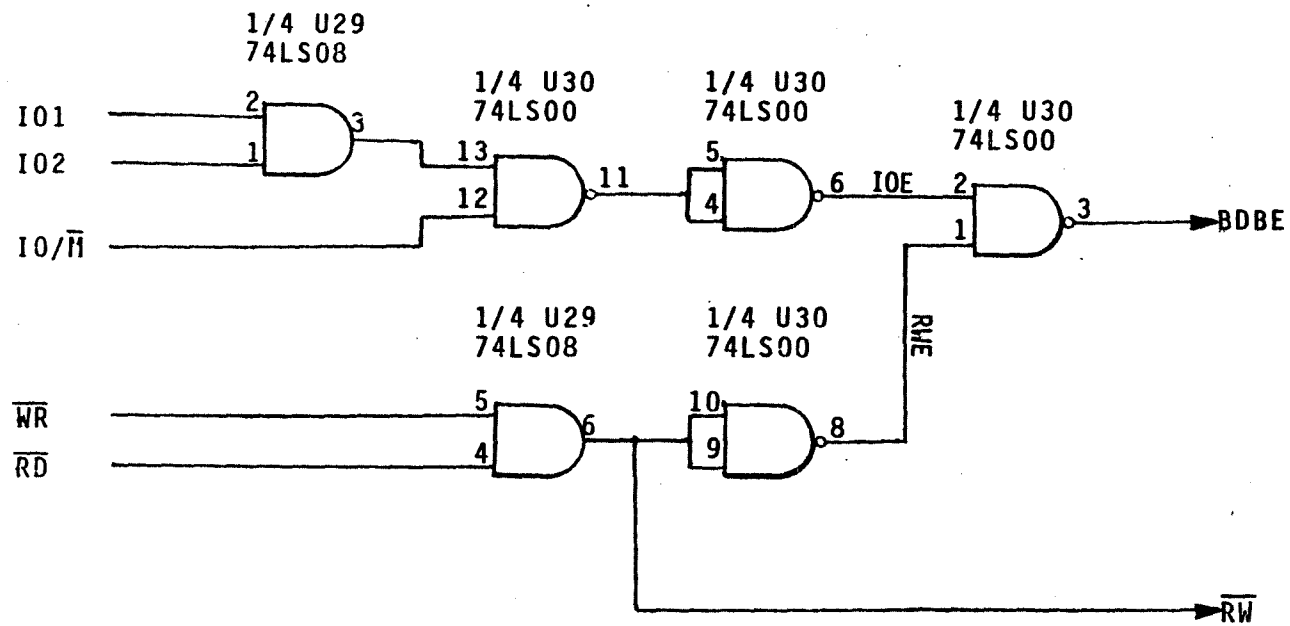 1/4 U29
74LS08
1/4 U30
74LS00
1/4 U30
74LS00
1/4 U30
74LS00
IO1
2
3
IO2
1
13
12
11
5
4
6
IOE
2
1
3
BDBE
IO/M̅
1/4 U29
74LS08
1/4 U30
74LS00
RWE
W̅R̅
5
6
10
8
R̅D̅
4
9
R̅W̅